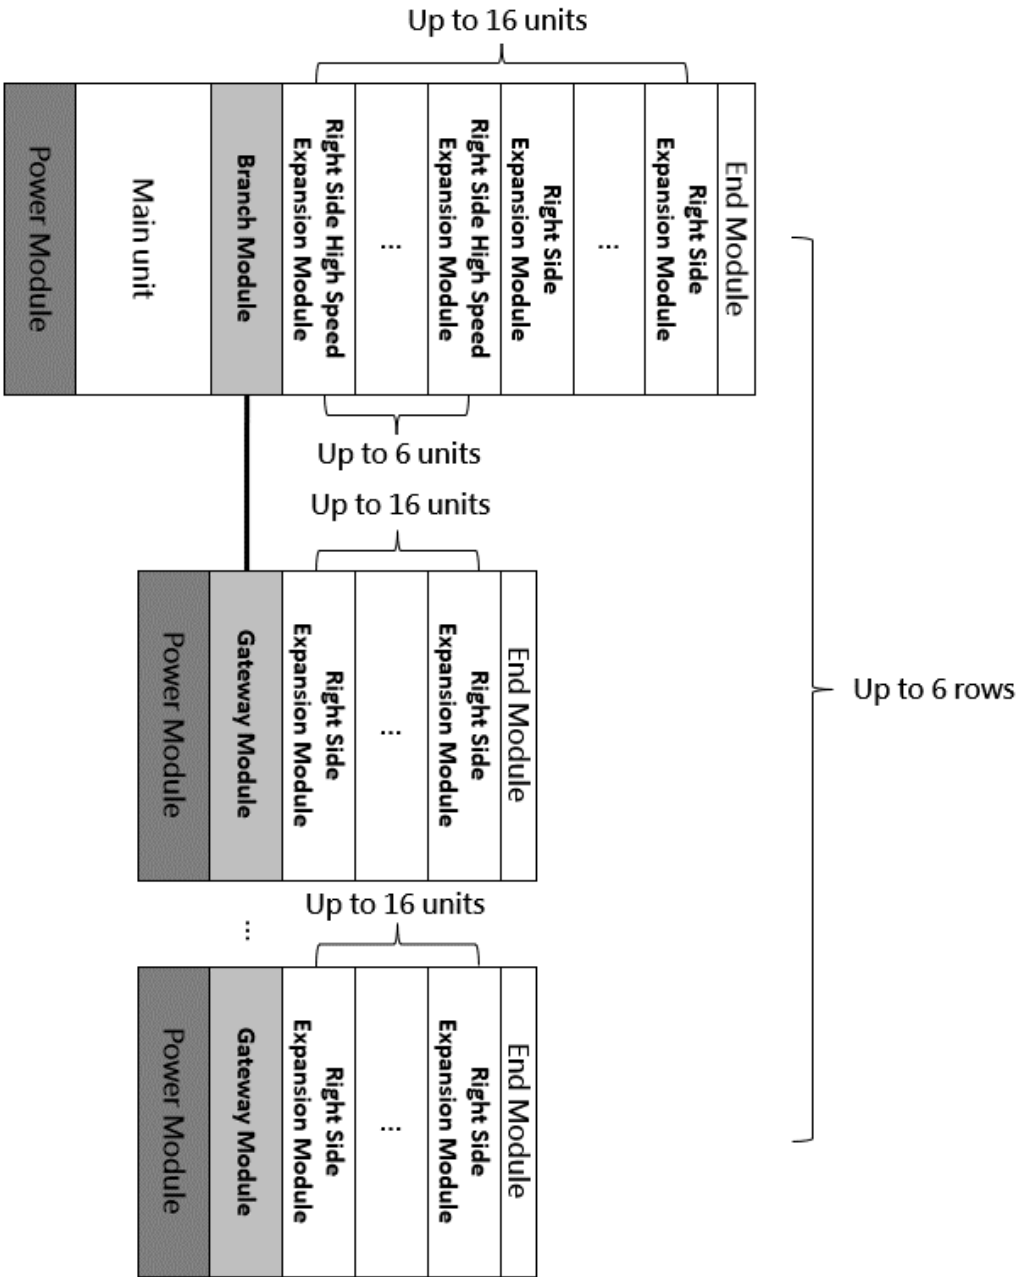 Up to 16 units
Power Module
Main unit
Branch Module
Right Side High Speed
Expansion Module
...
Right Side High Speed
Expansion Module
Right Side
Expansion Module
...
Right Side
Expansion Module
End Module
Up to 6 units
Up to 16 units
Power Module
Gateway Module
Right Side
Expansion Module
...
Right Side
Expansion Module
End Module
Up to 6 rows
...
Up to 16 units
Power Module
Gateway Module
Right Side
Expansion Module
...
Right Side
Expansion Module
End Module